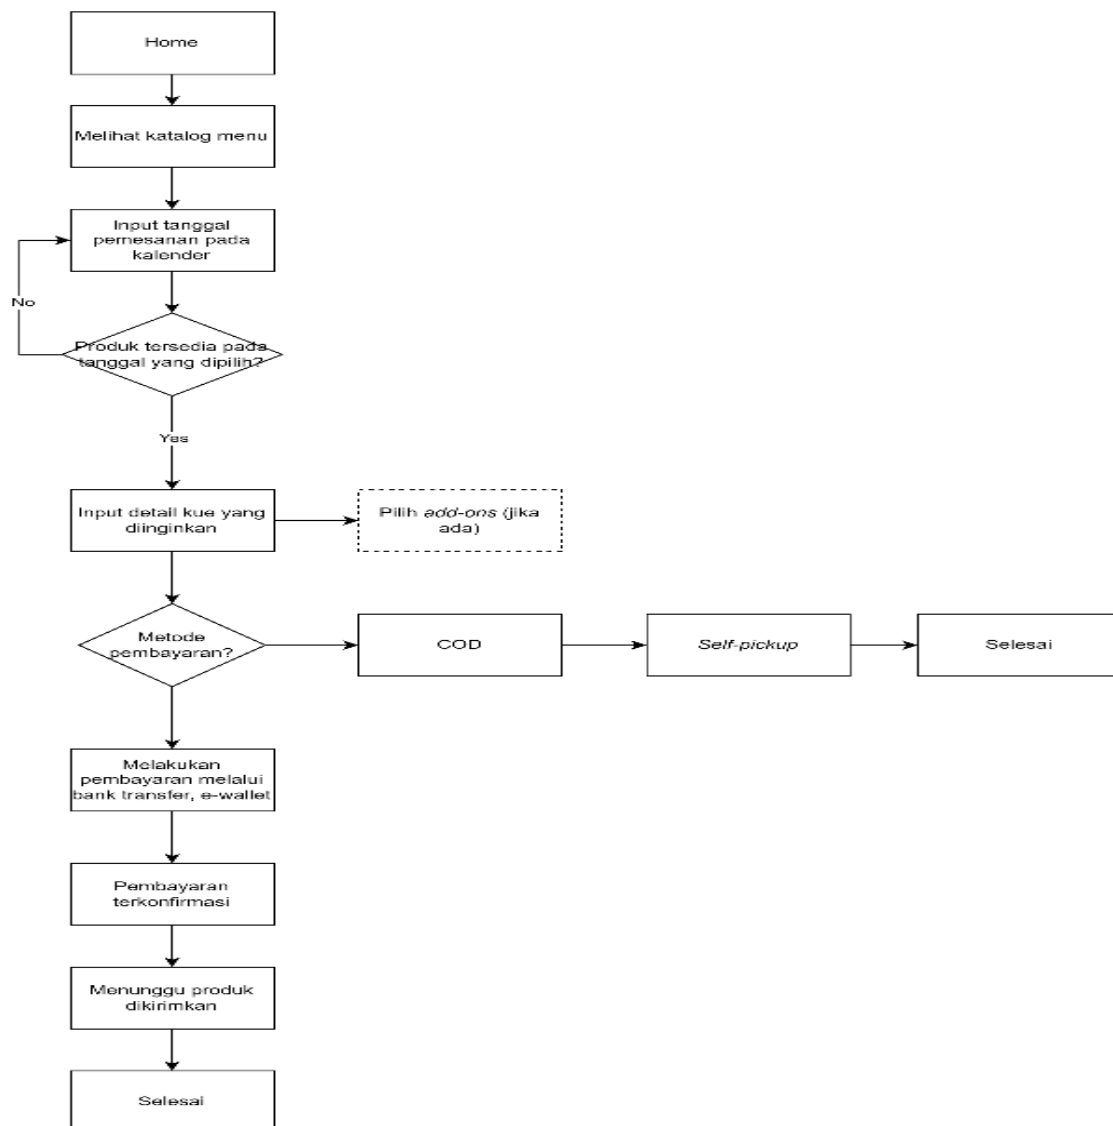 Home
Melihat katalog menu
Input tanggal
pemesanan pada
kalender
No
Produk tersedia pada
tanggal yang dipilih?
Yes
Input detail kue yang
diinginkan
Pilih add-ons (jika
ada)
Metode
pembayaran?
COD
Self-pickup
Selesai
Melakukan
pembayaran melalui
bank transfer, e-wallet
Pembayaran
terkonfirmasi
Menunggu produk
dikirimkan
Selesai